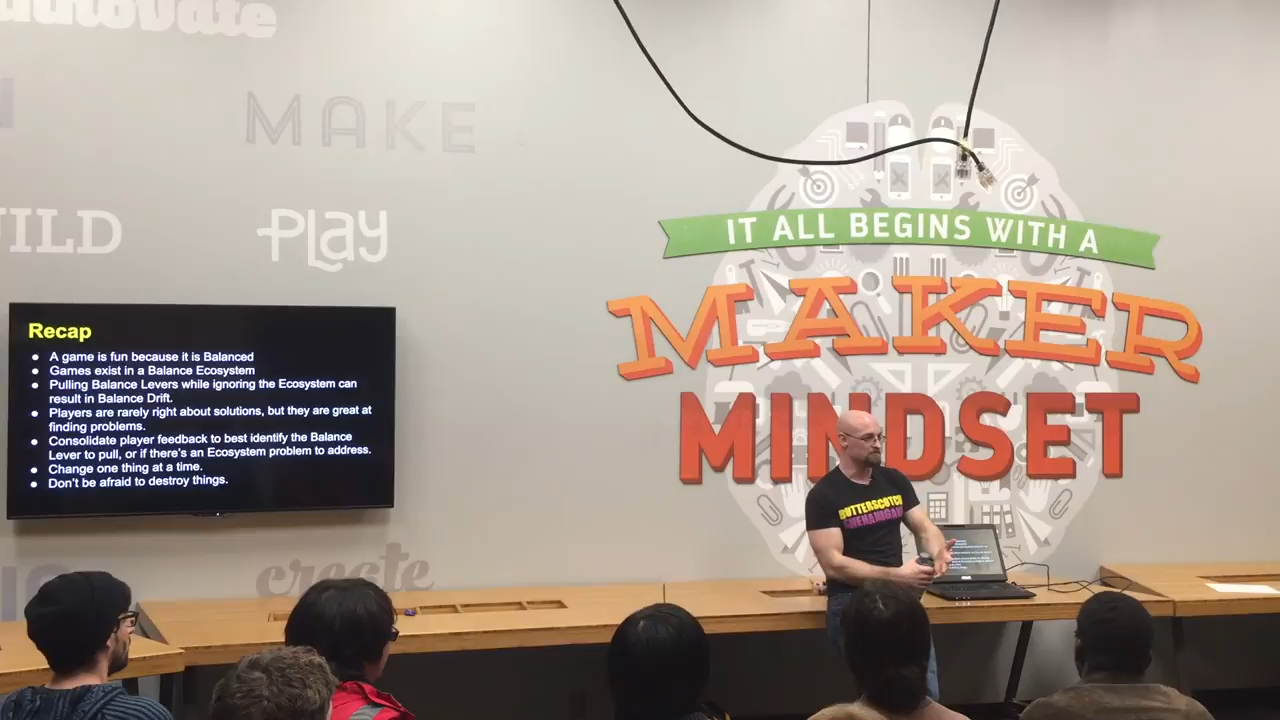 MAKE
PLAY
IT ALL BEGINS WITH A
MAKER
MINDSET
Recap
● A game is fun because it is Balanced
● Games exist in a Balance Ecosystem
● Pulling Balance Levers while ignoring the Ecosystem can
result in Balance Drift.
● Players are rarely right about solutions, but they are great at
finding problems.
● Consolidate player feedback to best identify the Balance
Lever to pull, or if there's an Ecosystem problem to address.
● Change one thing at a time.
● Don't be afraid to destroy things.
BUTTERSCOTCH
create